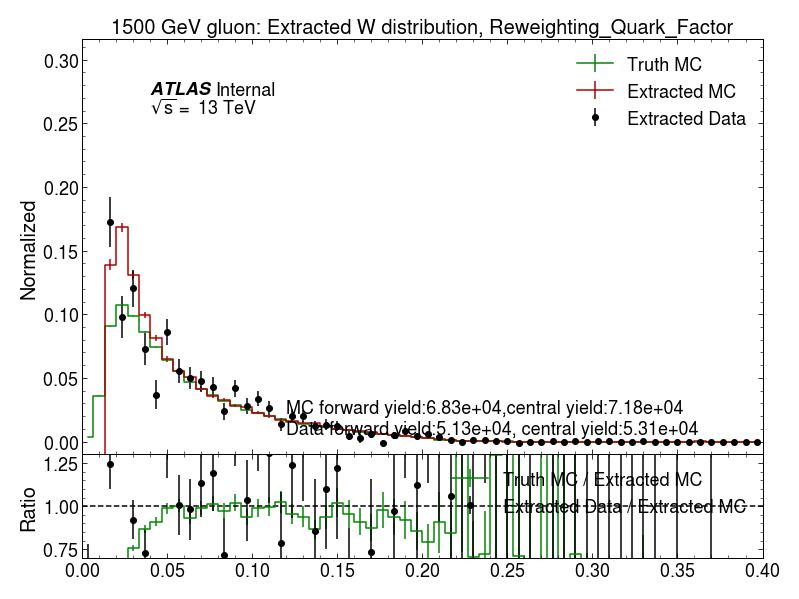 1500 GeV gluon: Extracted W distribution, Reweighting_Quark_Factor
ATLAS Internal
√s = 13 TeV
Truth MC
Extracted MC
Extracted Data
Normalized
0.30
0.25
0.20
0.15
0.10
0.05
0.00
MC forward yield:6.83e+04,central yield:7.18e+04
Data forward yield:5.13e+04, central yield:5.31e+04
Ratio
1.25
1.00
0.75
Truth MC / Extracted MC
Extracted Data / Extracted MC
0.00 0.05 0.10 0.15 0.20 0.25 0.30 0.35 0.40